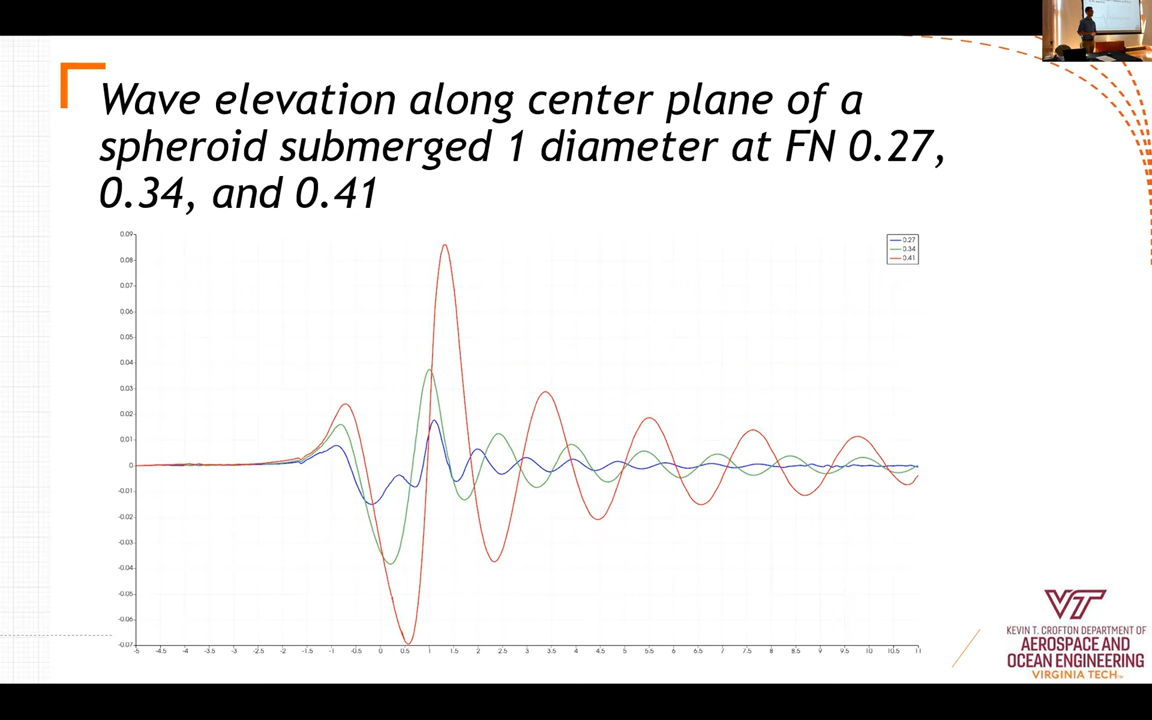 Wave elevation along center plane of a
spheroid submerged 1 diameter at FN 0.27,
0.34, and 0.41
0.09
0.08
0.07
0.06
0.05
0.04
0.03
0.02
0.01
0
-0.01
-0.02
-0.03
-0.04
-0.05
-0.06
-0.07
0.27
0.34
0.41
-5 -4.5 -4 -3.5 -3 -2.5 -2 -1.5 -1 -0.5 0 0.5 1 1.5 2 2.5 3 3.5 4 4.5 5 5.5 6 6.5 7 7.5 8 8.5 9 9.5 10 10.5 11
VT
KEVIN T. CROFTON DEPARTMENT OF
AEROSPACE AND
OCEAN ENGINEERING
VIRGINIA TECH™